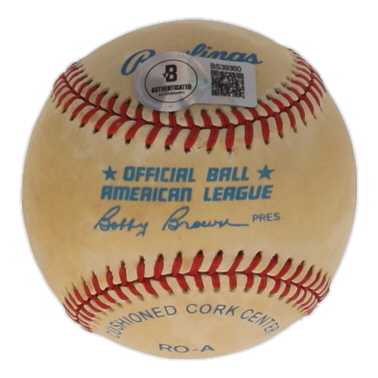 Rawlings
B
AUTHENTICATED
BS39360
★ OFFICIAL BALL ★
AMERICAN LEAGUE
Bobby Brown PRES.
CUSHIONED CORK CENTER
RO-A